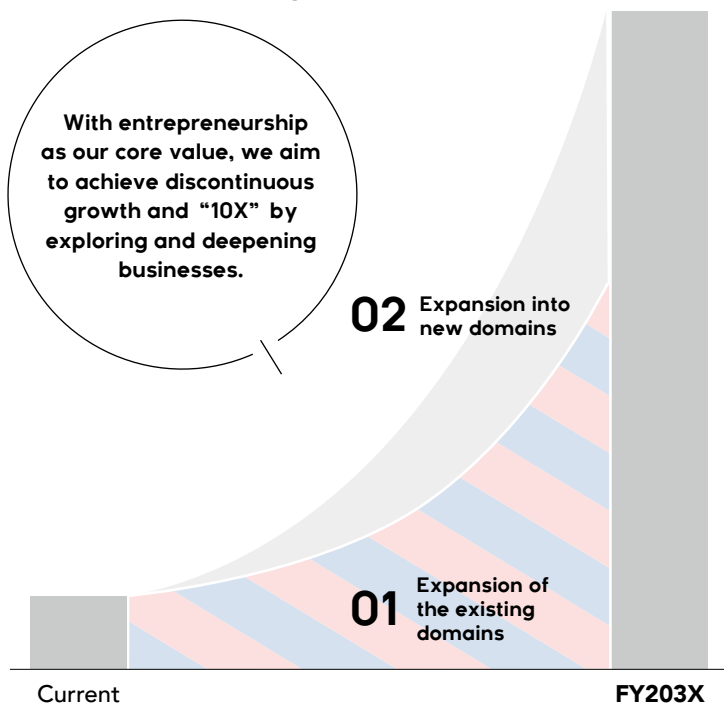 With entrepreneurship
as our core value, we aim
to achieve discontinuous
growth and “10X” by
exploring and deepening
businesses.
02 Expansion into
new domains
01 Expansion of
the existing
domains
Current
FY203X